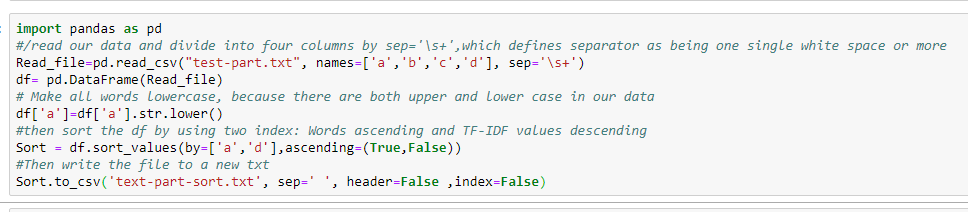 import pandas as pd
#/read our data and divide into four columns by sep='\s+',which defines separator as being one single white space or more
Read_file=pd.read_csv("test-part.txt", names=['a','b','c','d'], sep='\s+')
df= pd.DataFrame(Read_file)
# Make all words lowercase, because there are both upper and lower case in our data
df['a']=df['a'].str.lower()
#then sort the df by using two index: Words ascending and TF-IDF values descending
Sort = df.sort_values(by=['a','d'],ascending=(True,False))
#Then write the file to a new txt
Sort.to_csv('text-part-sort.txt', sep=' ', header=False ,index=False)